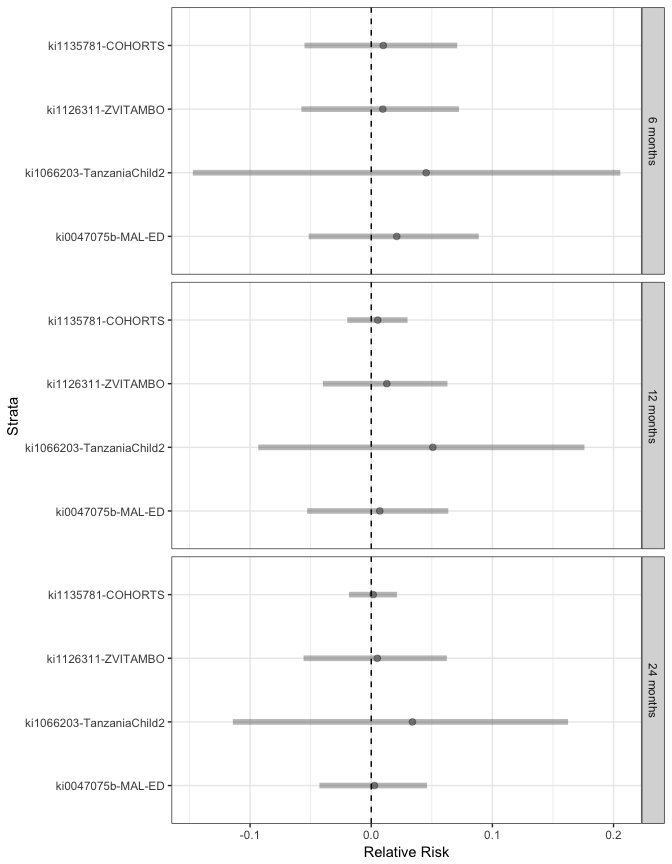 Strata
ki1135781-COHORTS
ki1126311-ZVITAMBO
ki1066203-TanzaniaChild2
ki0047075b-MAL-ED
6 months
ki1135781-COHORTS
ki1126311-ZVITAMBO
ki1066203-TanzaniaChild2
ki0047075b-MAL-ED
12 months
ki1135781-COHORTS
ki1126311-ZVITAMBO
ki1066203-TanzaniaChild2
ki0047075b-MAL-ED
24 months
-0.1 0.0 0.1 0.2
Relative Risk